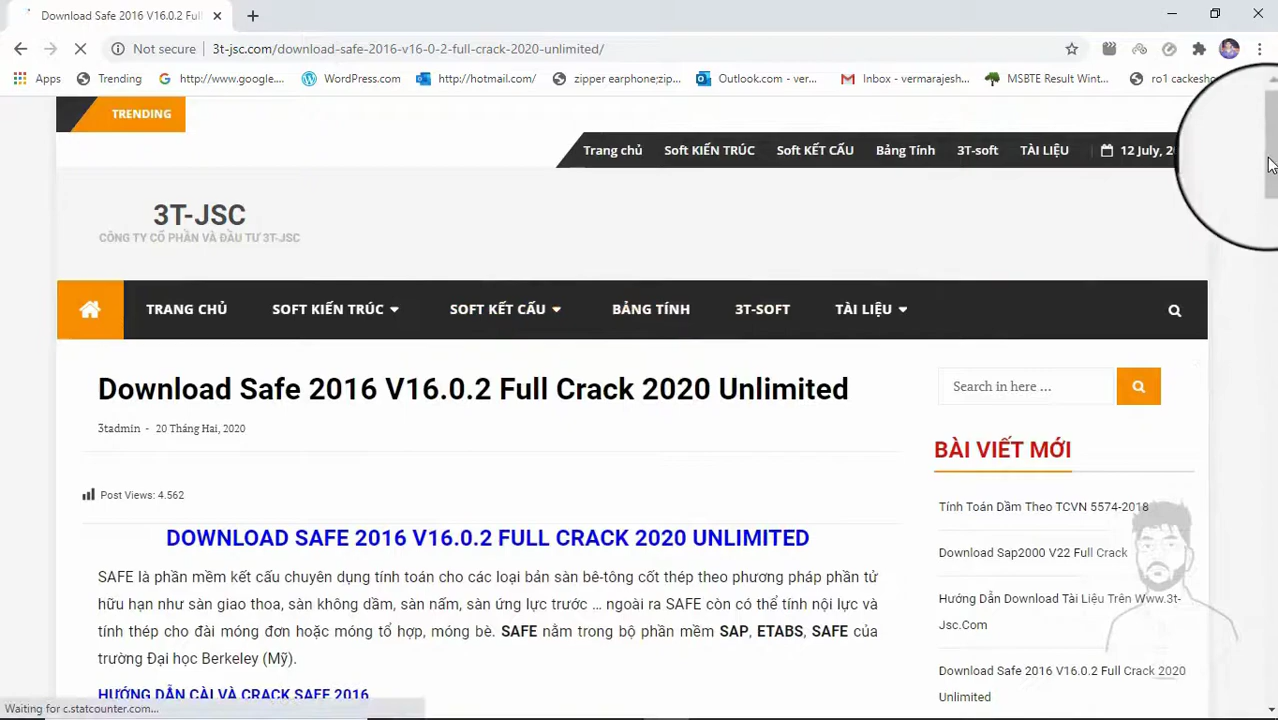 Download Safe 2016 V16.0.2 Ful
Not secure 3t-jsc.com/download-safe-2016-v16-0-2-full-crack-2020-unlimited/
Apps Trending http://www.google.... WordPress.com http://hotmail.com/ zipper earphone;zip... Outlook.com - ver... Inbox - vermarajesh... MSBTE Result Wint... ro1 cackesh
TRENDING
Trang chủ Soft KIẾN TRÚC Soft KẾT CẤU Bảng Tính 3T-soft TÀI LIỆU 12 July, 2
3T-JSC
CÔNG TY CỔ PHẦN VÀ ĐẦU TƯ 3T-JSC
TRANG CHỦ SOFT KIẾN TRÚC SOFT KẾT CẤU BẢNG TÍNH 3T-SOFT TÀI LIỆU
Download Safe 2016 V16.0.2 Full Crack 2020 Unlimited
3tadmin - 20 Tháng Hai, 2020
Post Views: 4.562
DOWNLOAD SAFE 2016 V16.0.2 FULL CRACK 2020 UNLIMITED
SAFE là phần mềm kết cấu chuyên dụng tính toán cho các loại bản sàn bê-tông cốt thép theo phương pháp phần tử
hữu hạn như sàn giao thoa, sàn không dầm, sàn nấm, sàn ứng lực trước ... ngoài ra SAFE còn có thể tính nội lực và
tính thép cho đài móng đơn hoặc móng tổ hợp, móng bè. SAFE nằm trong bộ phần mềm SAP, ETABS, SAFE của
trường Đại học Berkeley (Mỹ).
HƯỚNG DẪN CÀI VÀ CRACK SAFE 2016
Search in here ...
BÀI VIẾT MỚI
Tính Toán Dầm Theo TCVN 5574-2018
Download Sap2000 V22 Full Crack
Hướng Dẫn Download Tài Liệu Trên Www.3t-
Jsc.Com
Download Safe 2016 V16.0.2 Full Crack 2020
Unlimited
Waiting for c.statcounter.com...